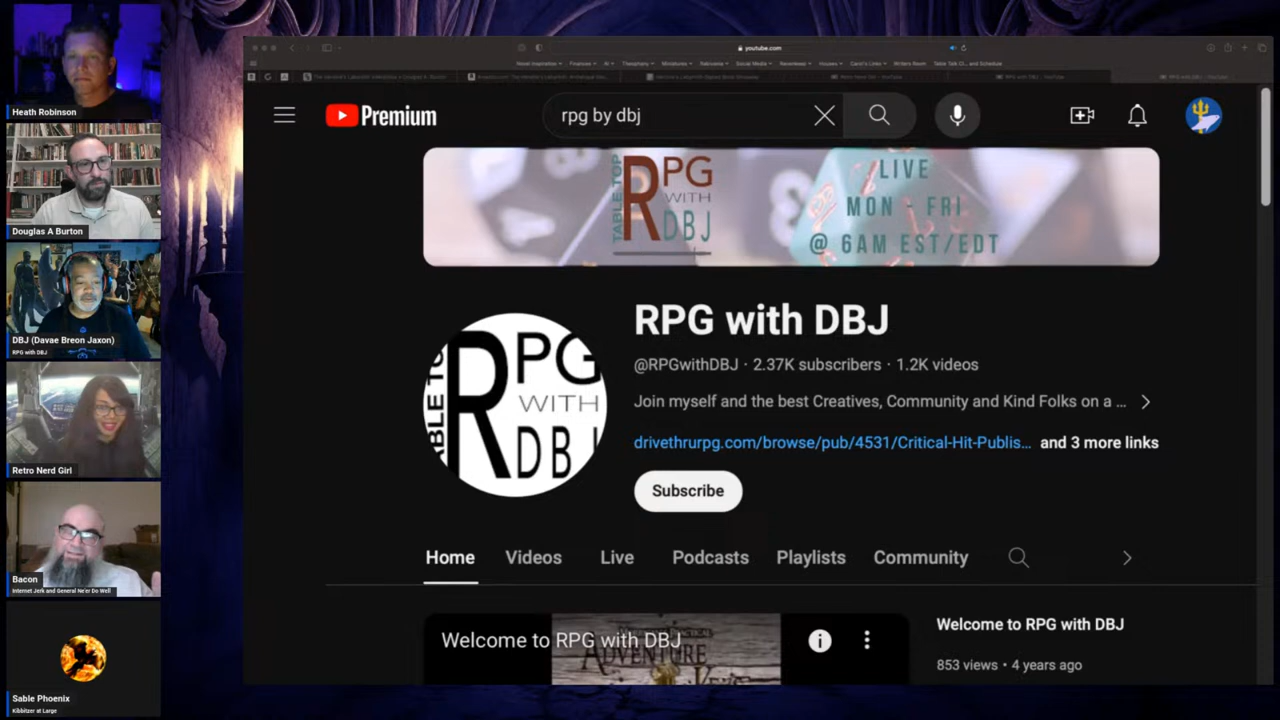 Heath Robinson
Douglas A Burton
DBJ (Davae Breon Jaxon)
RPG with DBJ
Retro Nerd Girl
Bacon
Internet Jerk and General Ne'er Do Well
Sable Phoenix
Kibbitzer at Large
youtube.com
Premium
rpg by dbj
TABLE TOP
RPG
WITH
DBJ
LIVE
MON - FRI
@ 6AM EST/EDT
RPG
WITH
DBJ
RPG with DBJ
@RPGwithDBJ · 2.37K subscribers · 1.2K videos
Join myself and the best Creatives, Community and Kind Folks on a ...
drivethrurpg.com/browse/pub/4531/Critical-Hit-Publis... and 3 more links
Subscribe
Home Videos Live Podcasts Playlists Community
Welcome to RPG with DBJ
ADVENTURE
Welcome to RPG with DBJ
853 views • 4 years ago